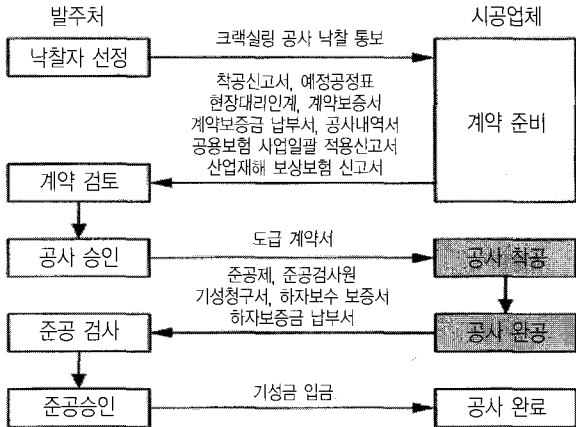 발주처
시공업체
낙찰자 선정
크랙실링 공사 낙찰 통보
계약 준비
착공신고서, 예정공정표
현장대리인계, 계약보증서
계약보증금 납부서, 공사내역서
공용보험 사업일괄 적용신고서
산업재해 보상보험 신고서
계약 검토
공사 승인
도급 계약서
공사 착공
준공제, 준공검사원
기성청구서, 하자보수 보증서
하자보증금 납부서
준공 검사
공사 완공
준공승인
기성금 입금
공사 완료